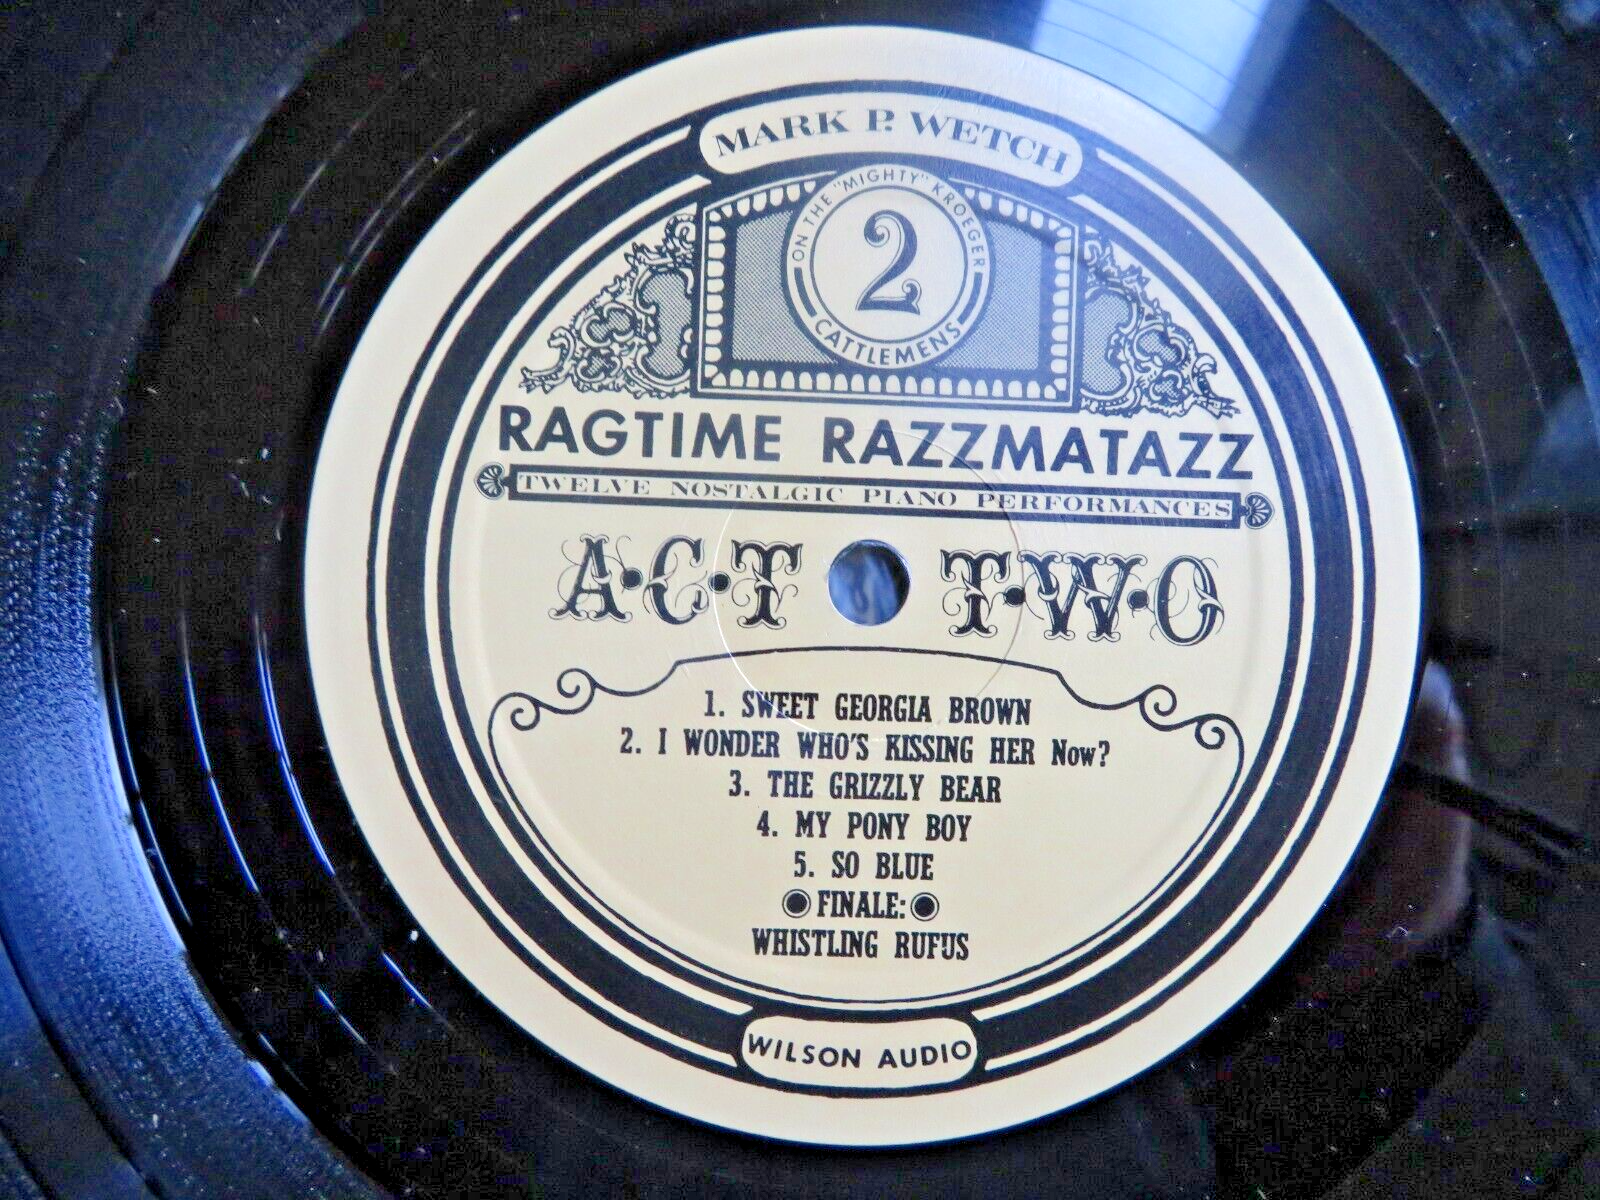 MARK P. WETCH
ON THE "MIGHTY" KROEGER
2
CATTLEMENS
RAGTIME RAZZMATAZZ
TWELVE NOSTALGIC PIANO PERFORMANCES
A·C·T T·W·O
1. SWEET GEORGIA BROWN
2. I WONDER WHO'S KISSING HER Now?
3. THE GRIZZLY BEAR
4. MY PONY BOY
5. SO BLUE
FINALE:
WHISTLING RUFUS
WILSON AUDIO